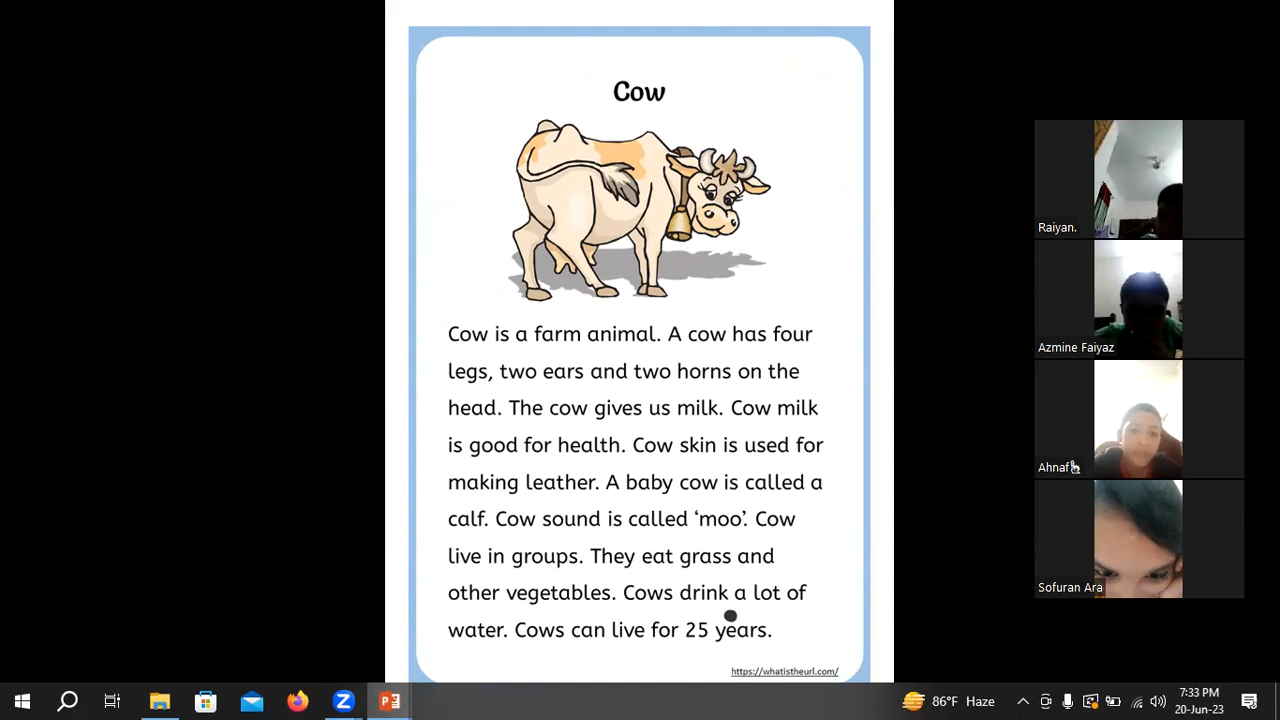 Cow
Cow is a farm animal. A cow has four
legs, two ears and two horns on the
head. The cow gives us milk. Cow milk
is good for health. Cow skin is used for
making leather. A baby cow is called a
calf. Cow sound is called ‘moo’. Cow
live in groups. They eat grass and
other vegetables. Cows drink a lot of
water. Cows can live for 25 years.
https://whatistheurl.com/
Raiyan.
Azmine Faiyaz
Ahnaf
Sofuran Ara
86°F Haze
7:33 PM
20-Jun-23